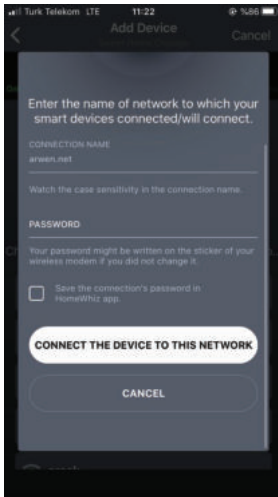 Turk Telekom LTE 11:22 %86
Add Device
Cancel
Enter the name of network to which your
smart devices connected/will connect.
CONNECTION NAME
arwen.net
Watch the case sensitivity in the connection name.
PASSWORD
Your password might be written on the sticker of your
wireless modem if you did not change it.
Save the connection's password in
HomeWhiz app.
CONNECT THE DEVICE TO THIS NETWORK
CANCEL